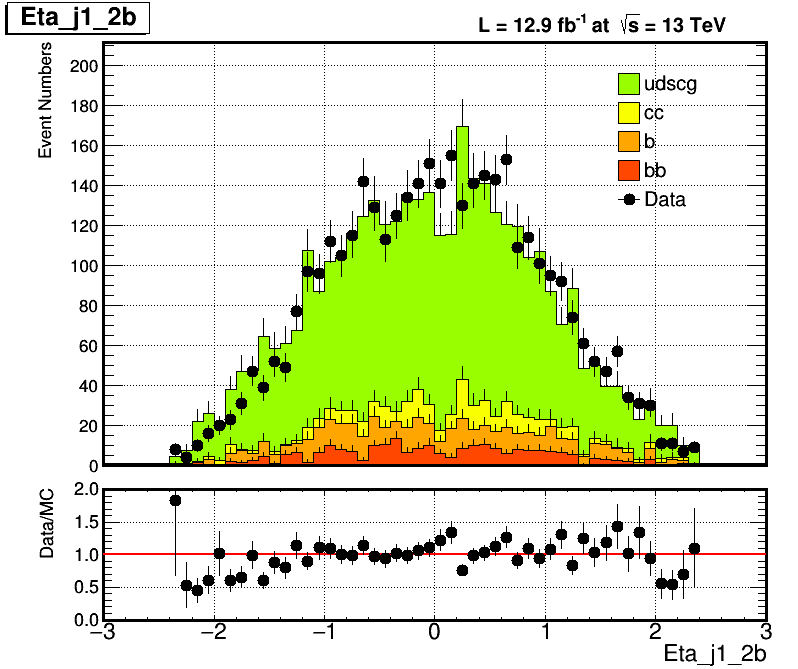 Eta_j1_2b
L = 12.9 fb-1 at √s = 13 TeV
Event Numbers
200
180
160
140
120
100
80
60
40
20
0
udscg
cc
b
bb
Data
Data/MC
2.0
1.5
1.0
0.5
0.0
−3 −2 −1 0 1 2 3
Eta_j1_2b